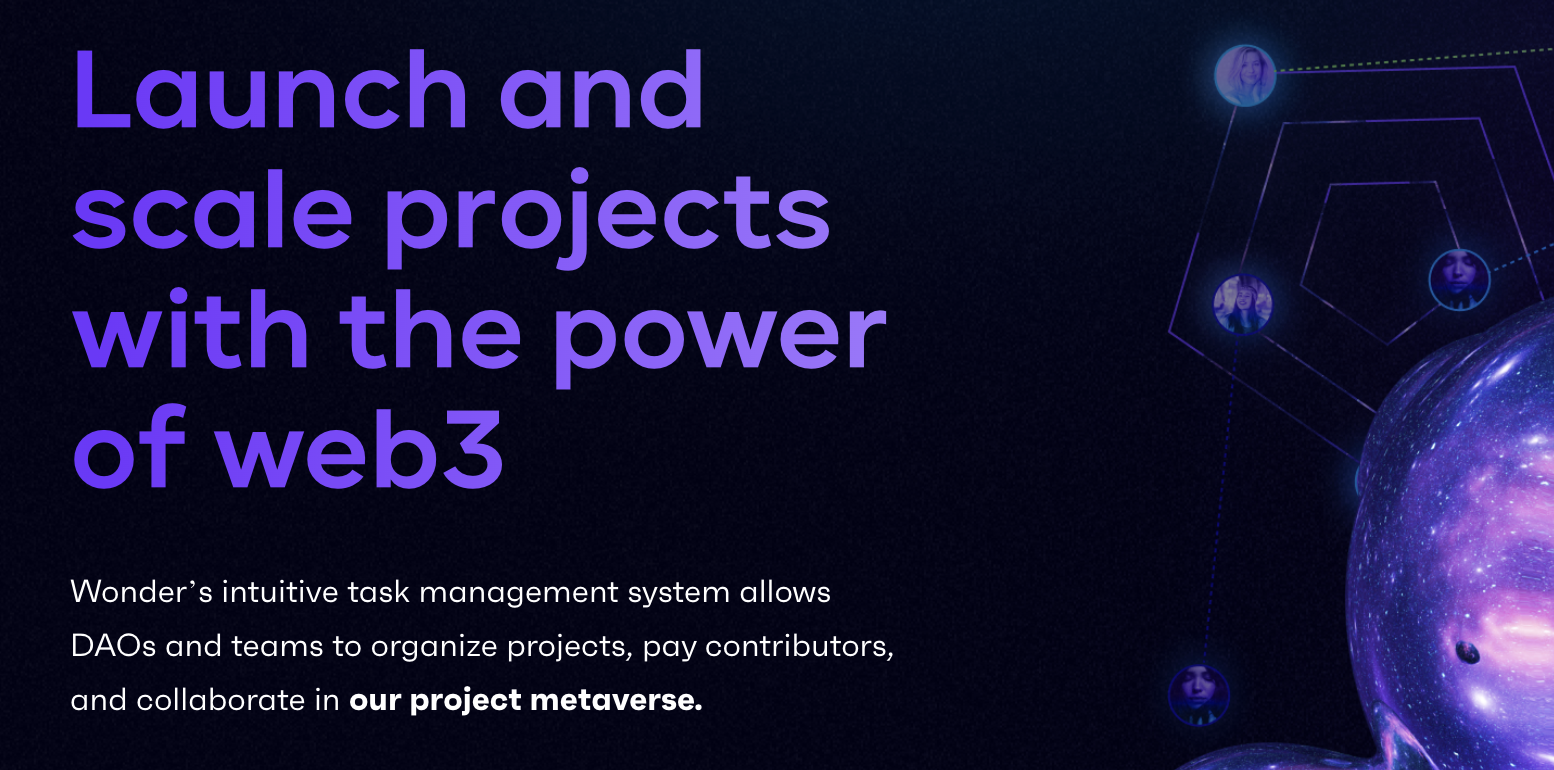 Launch and
scale projects
with the power
of web3
Wonder’s intuitive task management system allows
DAOs and teams to organize projects, pay contributors,
and collaborate in our project metaverse.